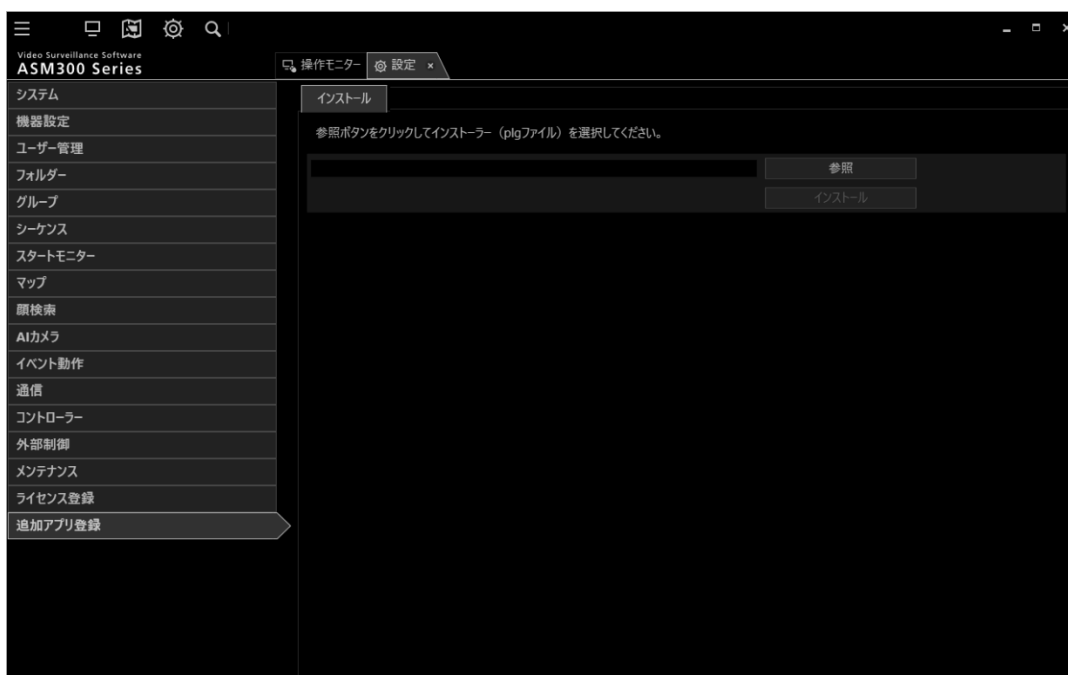 Video Surveillance Software
ASM300 Series
操作モニター
設定
システム
機器設定
ユーザー管理
フォルダー
グループ
シーケンス
スタートモニター
マップ
顔検索
AIカメラ
イベント動作
通信
コントローラー
外部制御
メンテナンス
ライセンス登録
追加アプリ登録
インストール
参照ボタンをクリックしてインストーラー（plgファイル）を選択してください。
参照
インストール